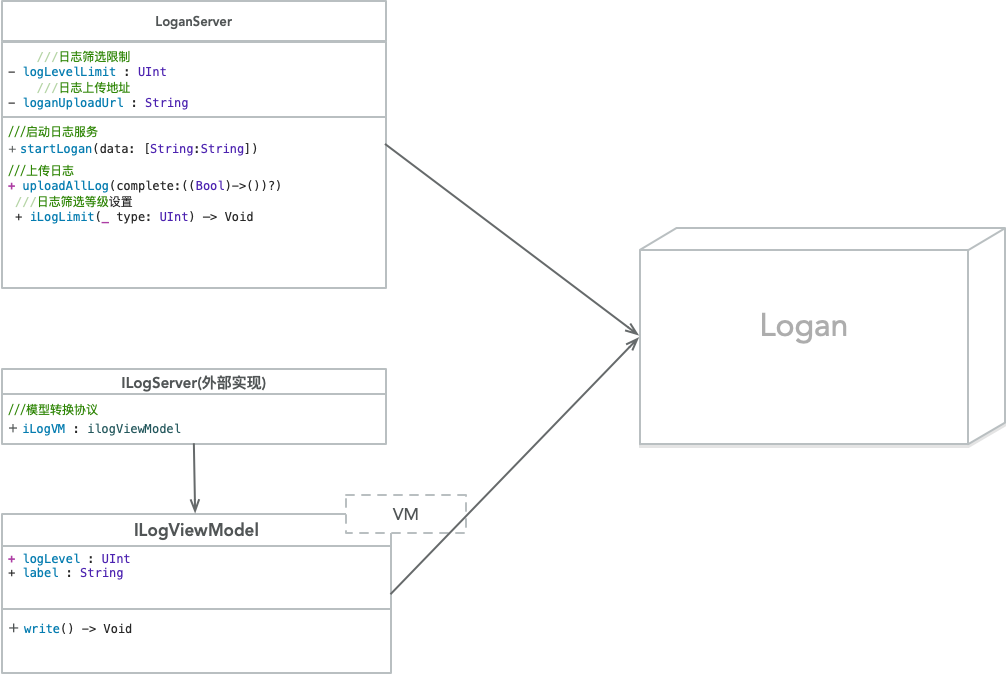 LoganServer
///日志筛选限制
− logLevelLimit : UInt
///日志上传地址
− loganUploadUrl : String
///启动日志服务
+ startLogan(data: [String:String])
///上传日志
+ uploadAllLog(complete:((Bool)->())?)
///日志筛选等级设置
+ iLogLimit(_ type: UInt) —> Void
Logan
ILogServer(外部实现)
///模型转换协议
+ iLogVM : ilogViewModel
VM
ILogViewModel
+ logLevel : UInt
+ label : String
+ write() -> Void